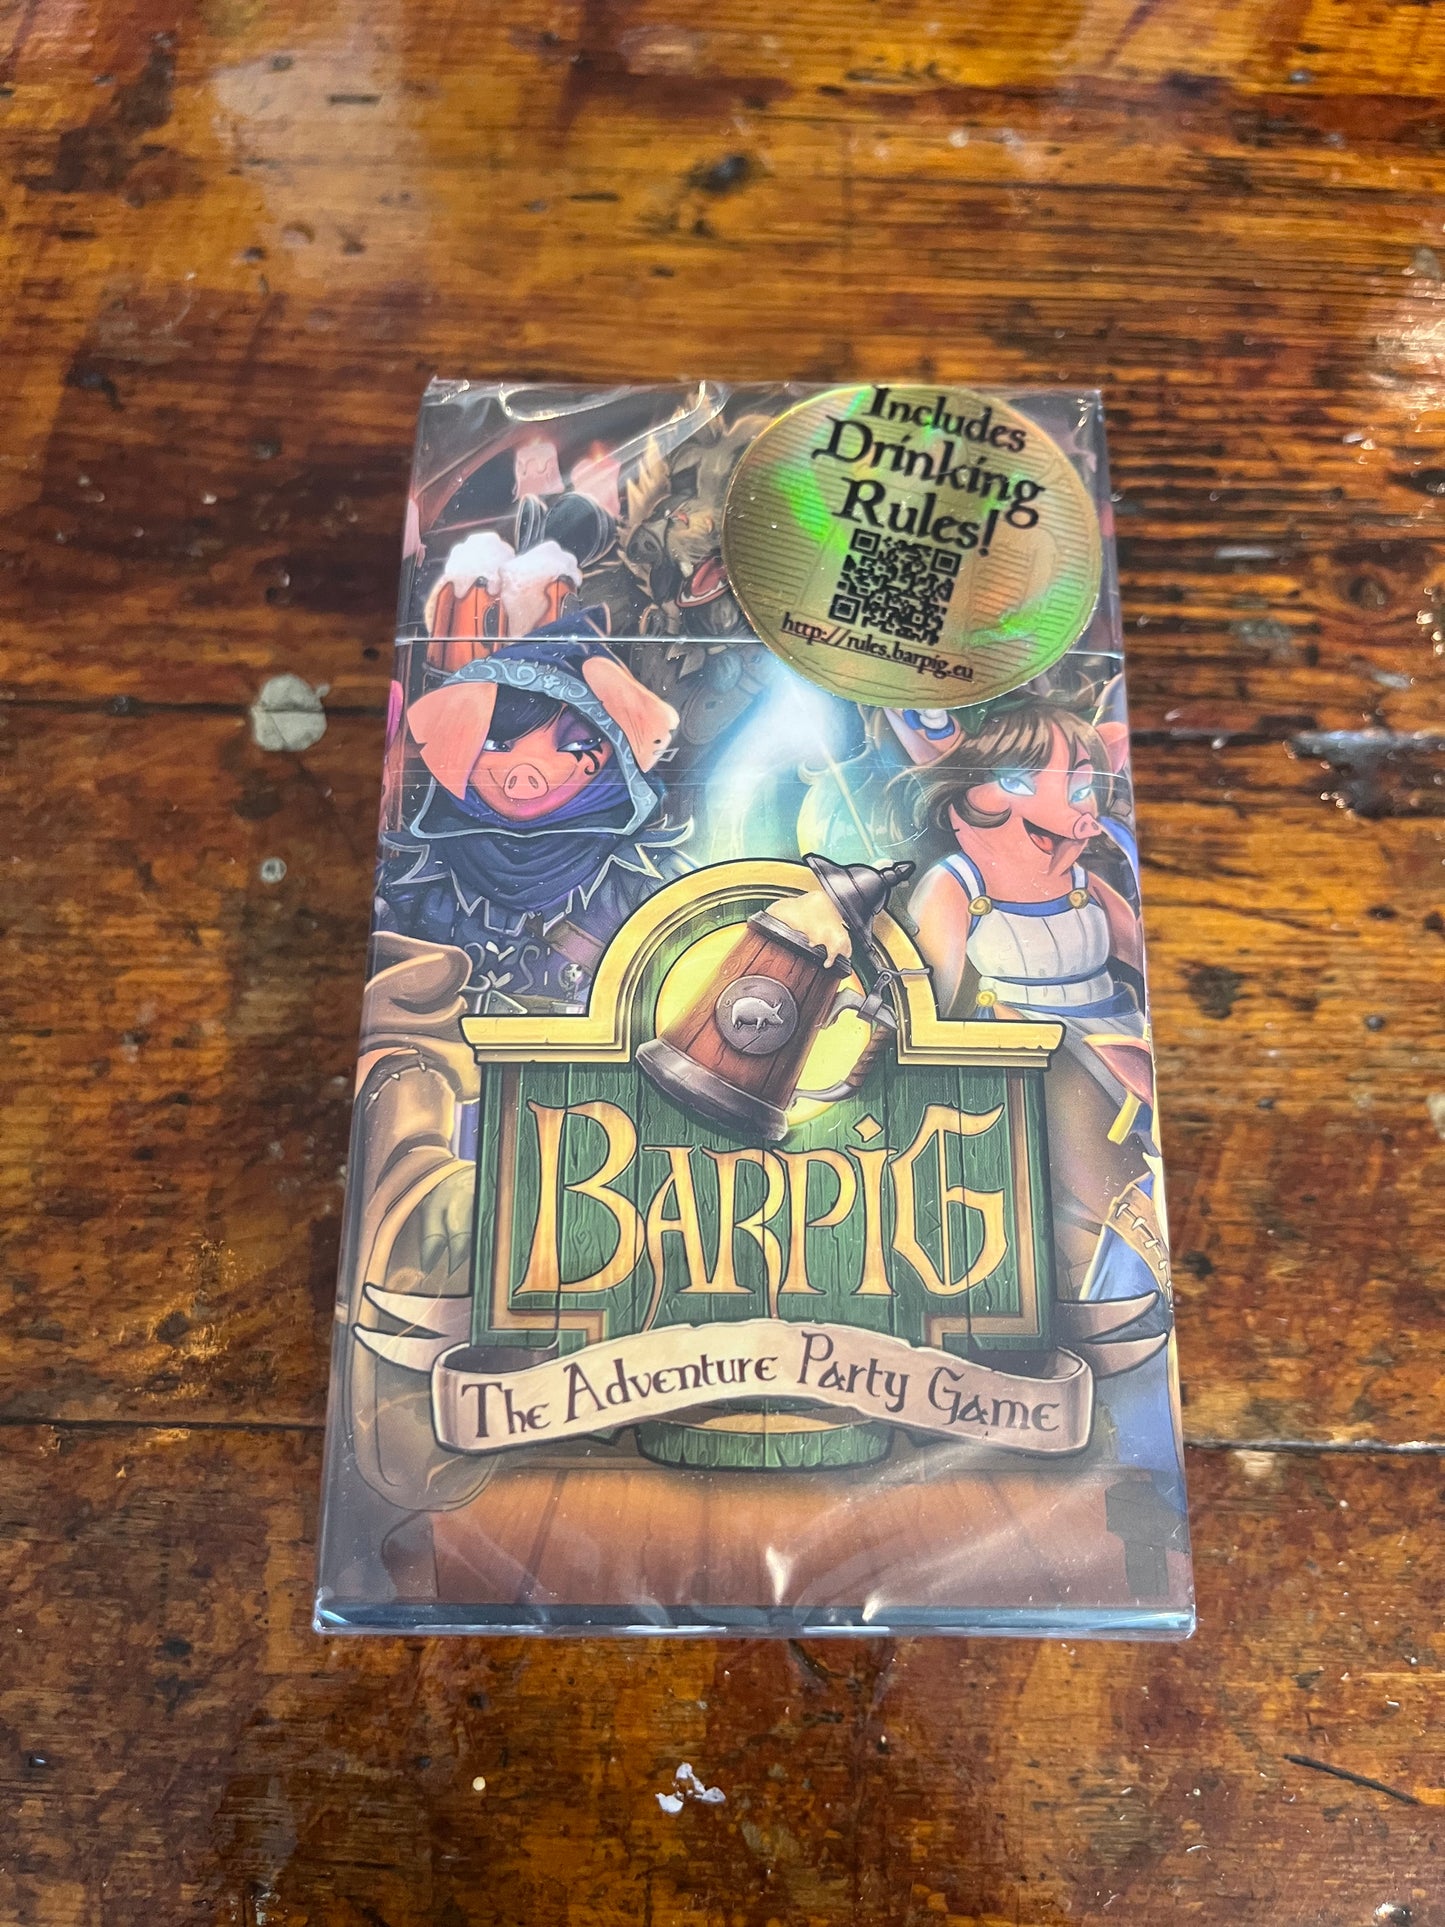 Includes
Drinking
Rules!
http://rules.barpig.eu
BARPiG
The Adventure Party Game